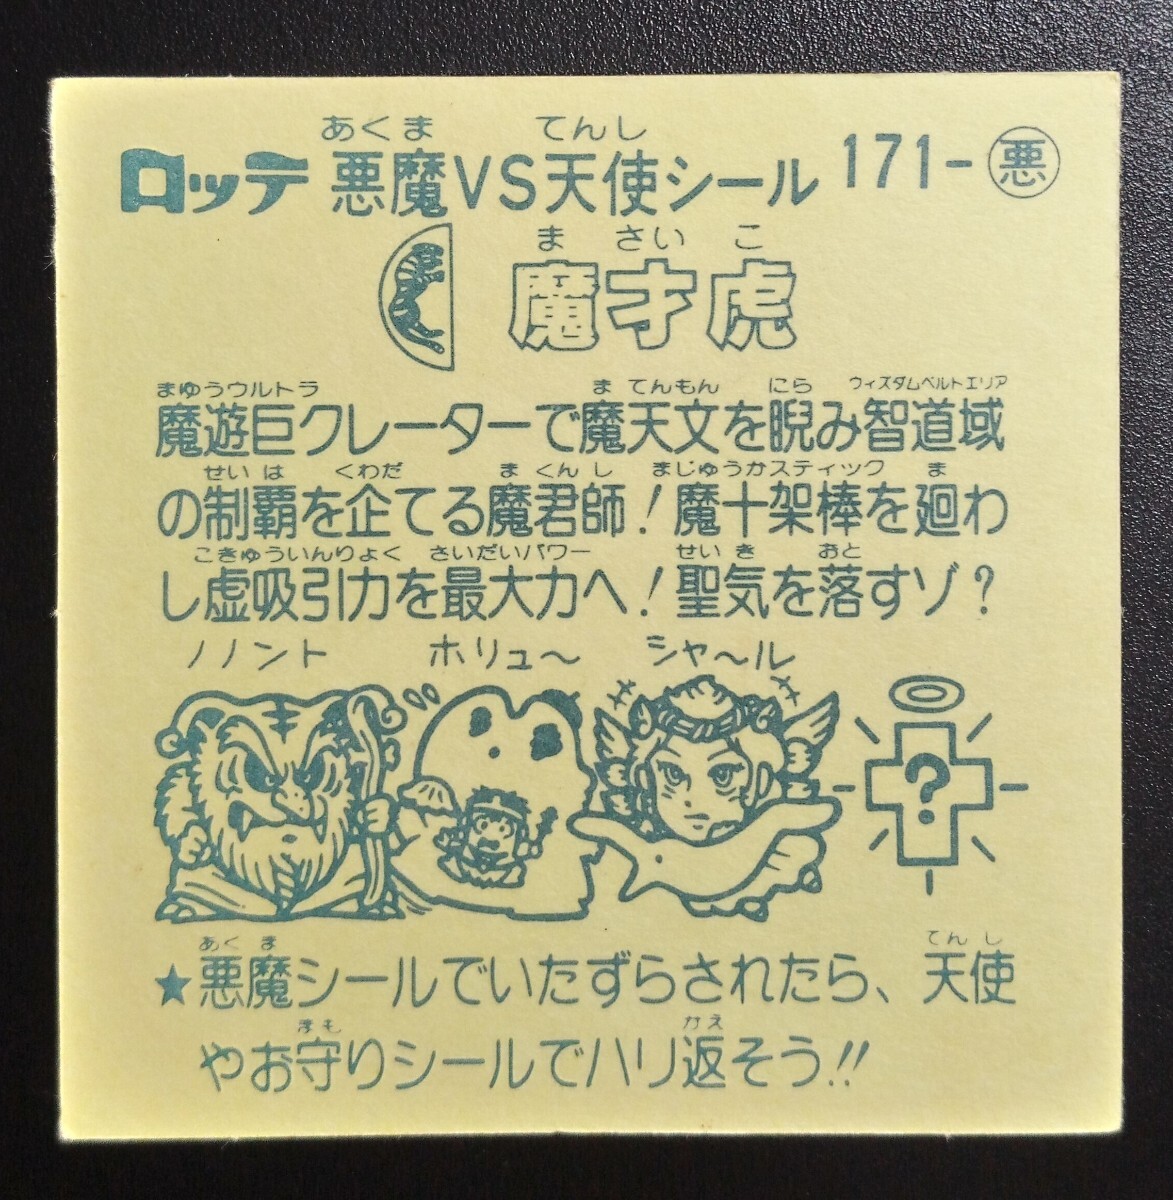 あくま てんし
ロッテ 悪魔VS天使シール 171-悪
ま さい こ
魔才虎
まゆうウルトラ ま てんもん にら ウィズダムベルトエリア
魔遊巨クレーターで魔天文を睨み智道域
せい は くわだ ま くん し まじゅうかスティック ま
の制覇を企てる魔君師!魔十架棒を廻わ
こきゅういんりょく さいだいパワー せい き おと
し虚吸引力を最大力へ!聖気を落すゾ?
ノノノント ホリュ〜 シャ〜ル
?
あく ま てん し
★悪魔シールでいたずらされたら、天使
まも かえ
やお守りシールでハリ返そう!!